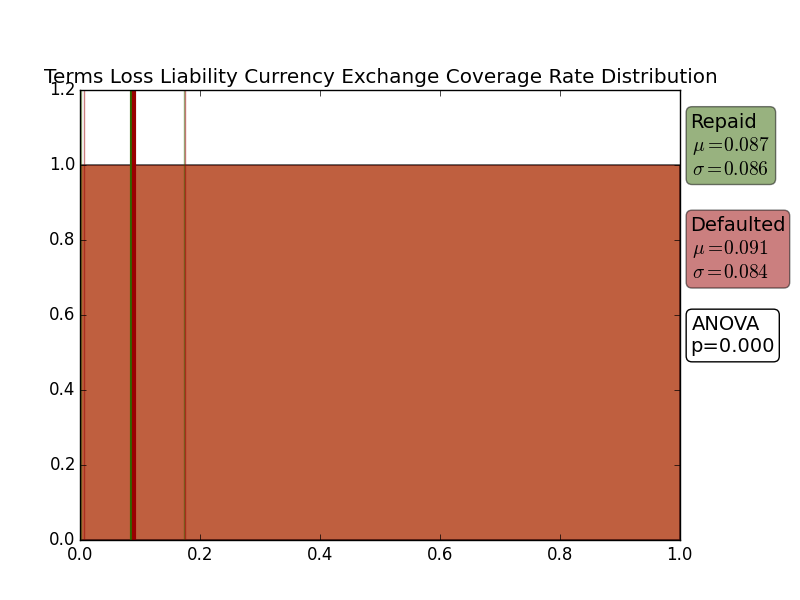 Terms Loss Liability Currency Exchange Coverage Rate Distribution
1.2
1.0
0.8
0.6
0.4
0.2
0.0
0.0 0.2 0.4 0.6 0.8 1.0
Repaid
μ=0.087
σ=0.086
Defaulted
μ=0.091
σ=0.084
ANOVA
p=0.000